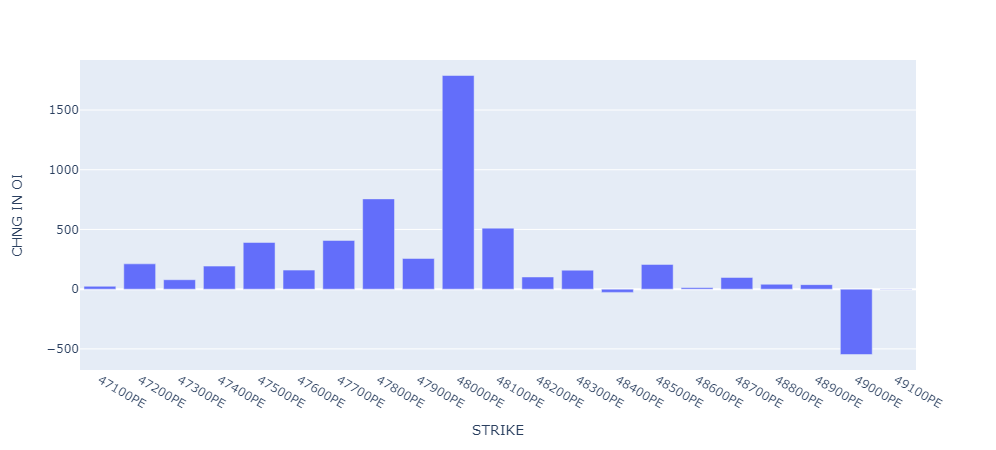 1500
1000
500
0
−500
CHNG IN OI
47100PE
47200PE
47300PE
47400PE
47500PE
47600PE
47700PE
47800PE
47900PE
48000PE
48100PE
48200PE
48300PE
48400PE
48500PE
48600PE
48700PE
48800PE
48900PE
49000PE
49100PE
STRIKE